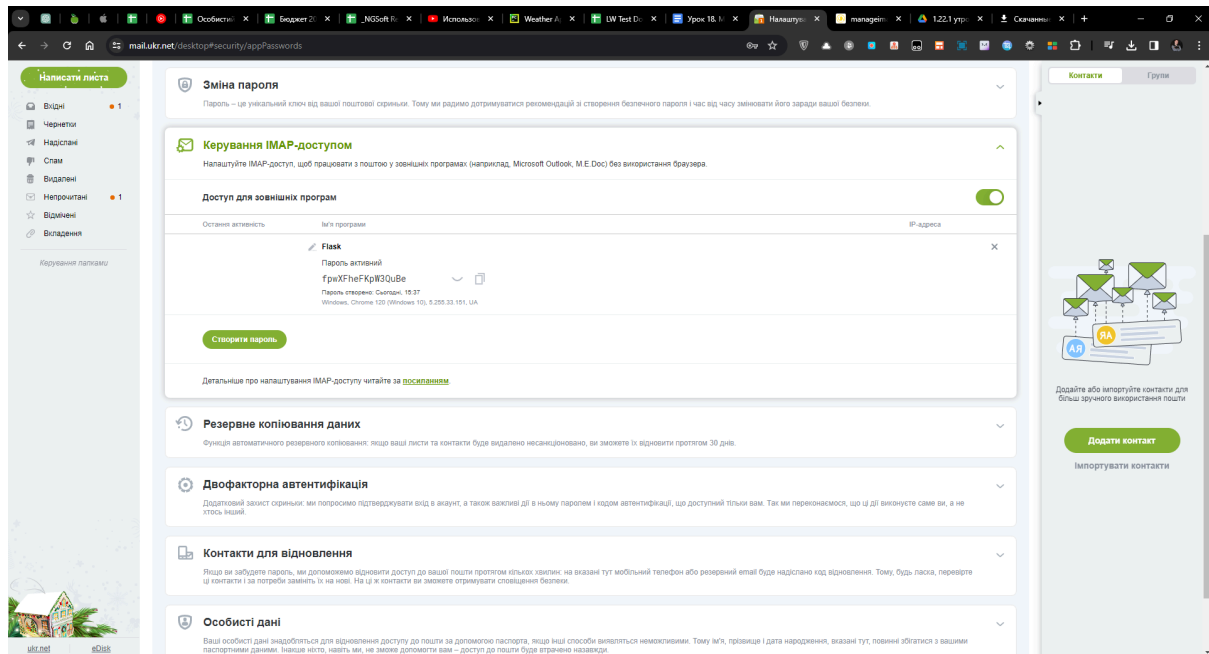 Особистий
Бюджет 20
_NGSoft Re
Использов
Weather A
LW Test Do
Урок 18. М
Налаштува
manageim
1.22.1 утро
Скачанны
mail.ukr.net/desktop#security/appPasswords
Написати листа
Вхідні 1
Чернетки
Надіслані
Спам
Видалені
Непрочитані 1
Відмічені
Вкладення
Керування папками
ukr.net eDisk
Зміна пароля
Пароль – це унікальний ключ від вашої поштової скриньки. Тому ми радимо дотримуватися рекомендацій зі створення безпечного пароля і час від часу змінювати його заради вашої безпеки.
Керування IMAP-доступом
Налаштуйте IMAP-доступ, щоб працювати з поштою у зовнішніх програмах (наприклад, Microsoft Outlook, M.E.Doc) без використання браузера.
Доступ для зовнішніх програм
Остання активність Ім'я програми IP-адреса
Flask
Пароль активний
fpwXFheFKpW3QuBe
Пароль створено: Сьогодні, 15:37
Windows, Chrome 120 (Windows 10), UA
Створити пароль
Детальніше про налаштування IMAP-доступу читайте за посиланням.
Резервне копіювання даних
Функція автоматичного резервного копіювання: якщо ваші листи та контакти буде видалено несанкціоновано, ви зможете їх відновити протягом 30 днів.
Двофакторна автентифікація
Додатковий захист скриньки: ми попросимо підтверджувати вхід в акаунт, а також важливі дії в ньому паролем і кодом автентифікації, що доступний тільки вам. Так ми переконаємося, що ці дії виконуєте саме ви, а не
хтось інший.
Контакти для відновлення
Якщо ви забудете пароль, ми допоможемо відновити доступ до вашої пошти протягом кількох хвилин: на вказані тут мобільний телефон або резервний email буде надіслано код відновлення. Тому, будь ласка, перевірте
ці контакти і за потреби замініть їх на нові. На ці ж контакти ви зможете отримувати сповіщення безпеки.
Особисті дані
Ваші особисті дані знадобляться для відновлення доступу до пошти за допомогою паспорта, якщо інші способи виявляться неможливими. Тому ім'я, прізвище і дата народження, вказані тут, повинні збігатися з вашими
паспортними даними. Інакше ніхто, навіть ми, не зможе допомогти вам – доступ до пошти буде втрачено назавжди.
Контакти Групи
АЯ
ЯА
Додайте або імпортуйте контакти для
більш зручного використання пошти
Додати контакт
Імпортувати контакти